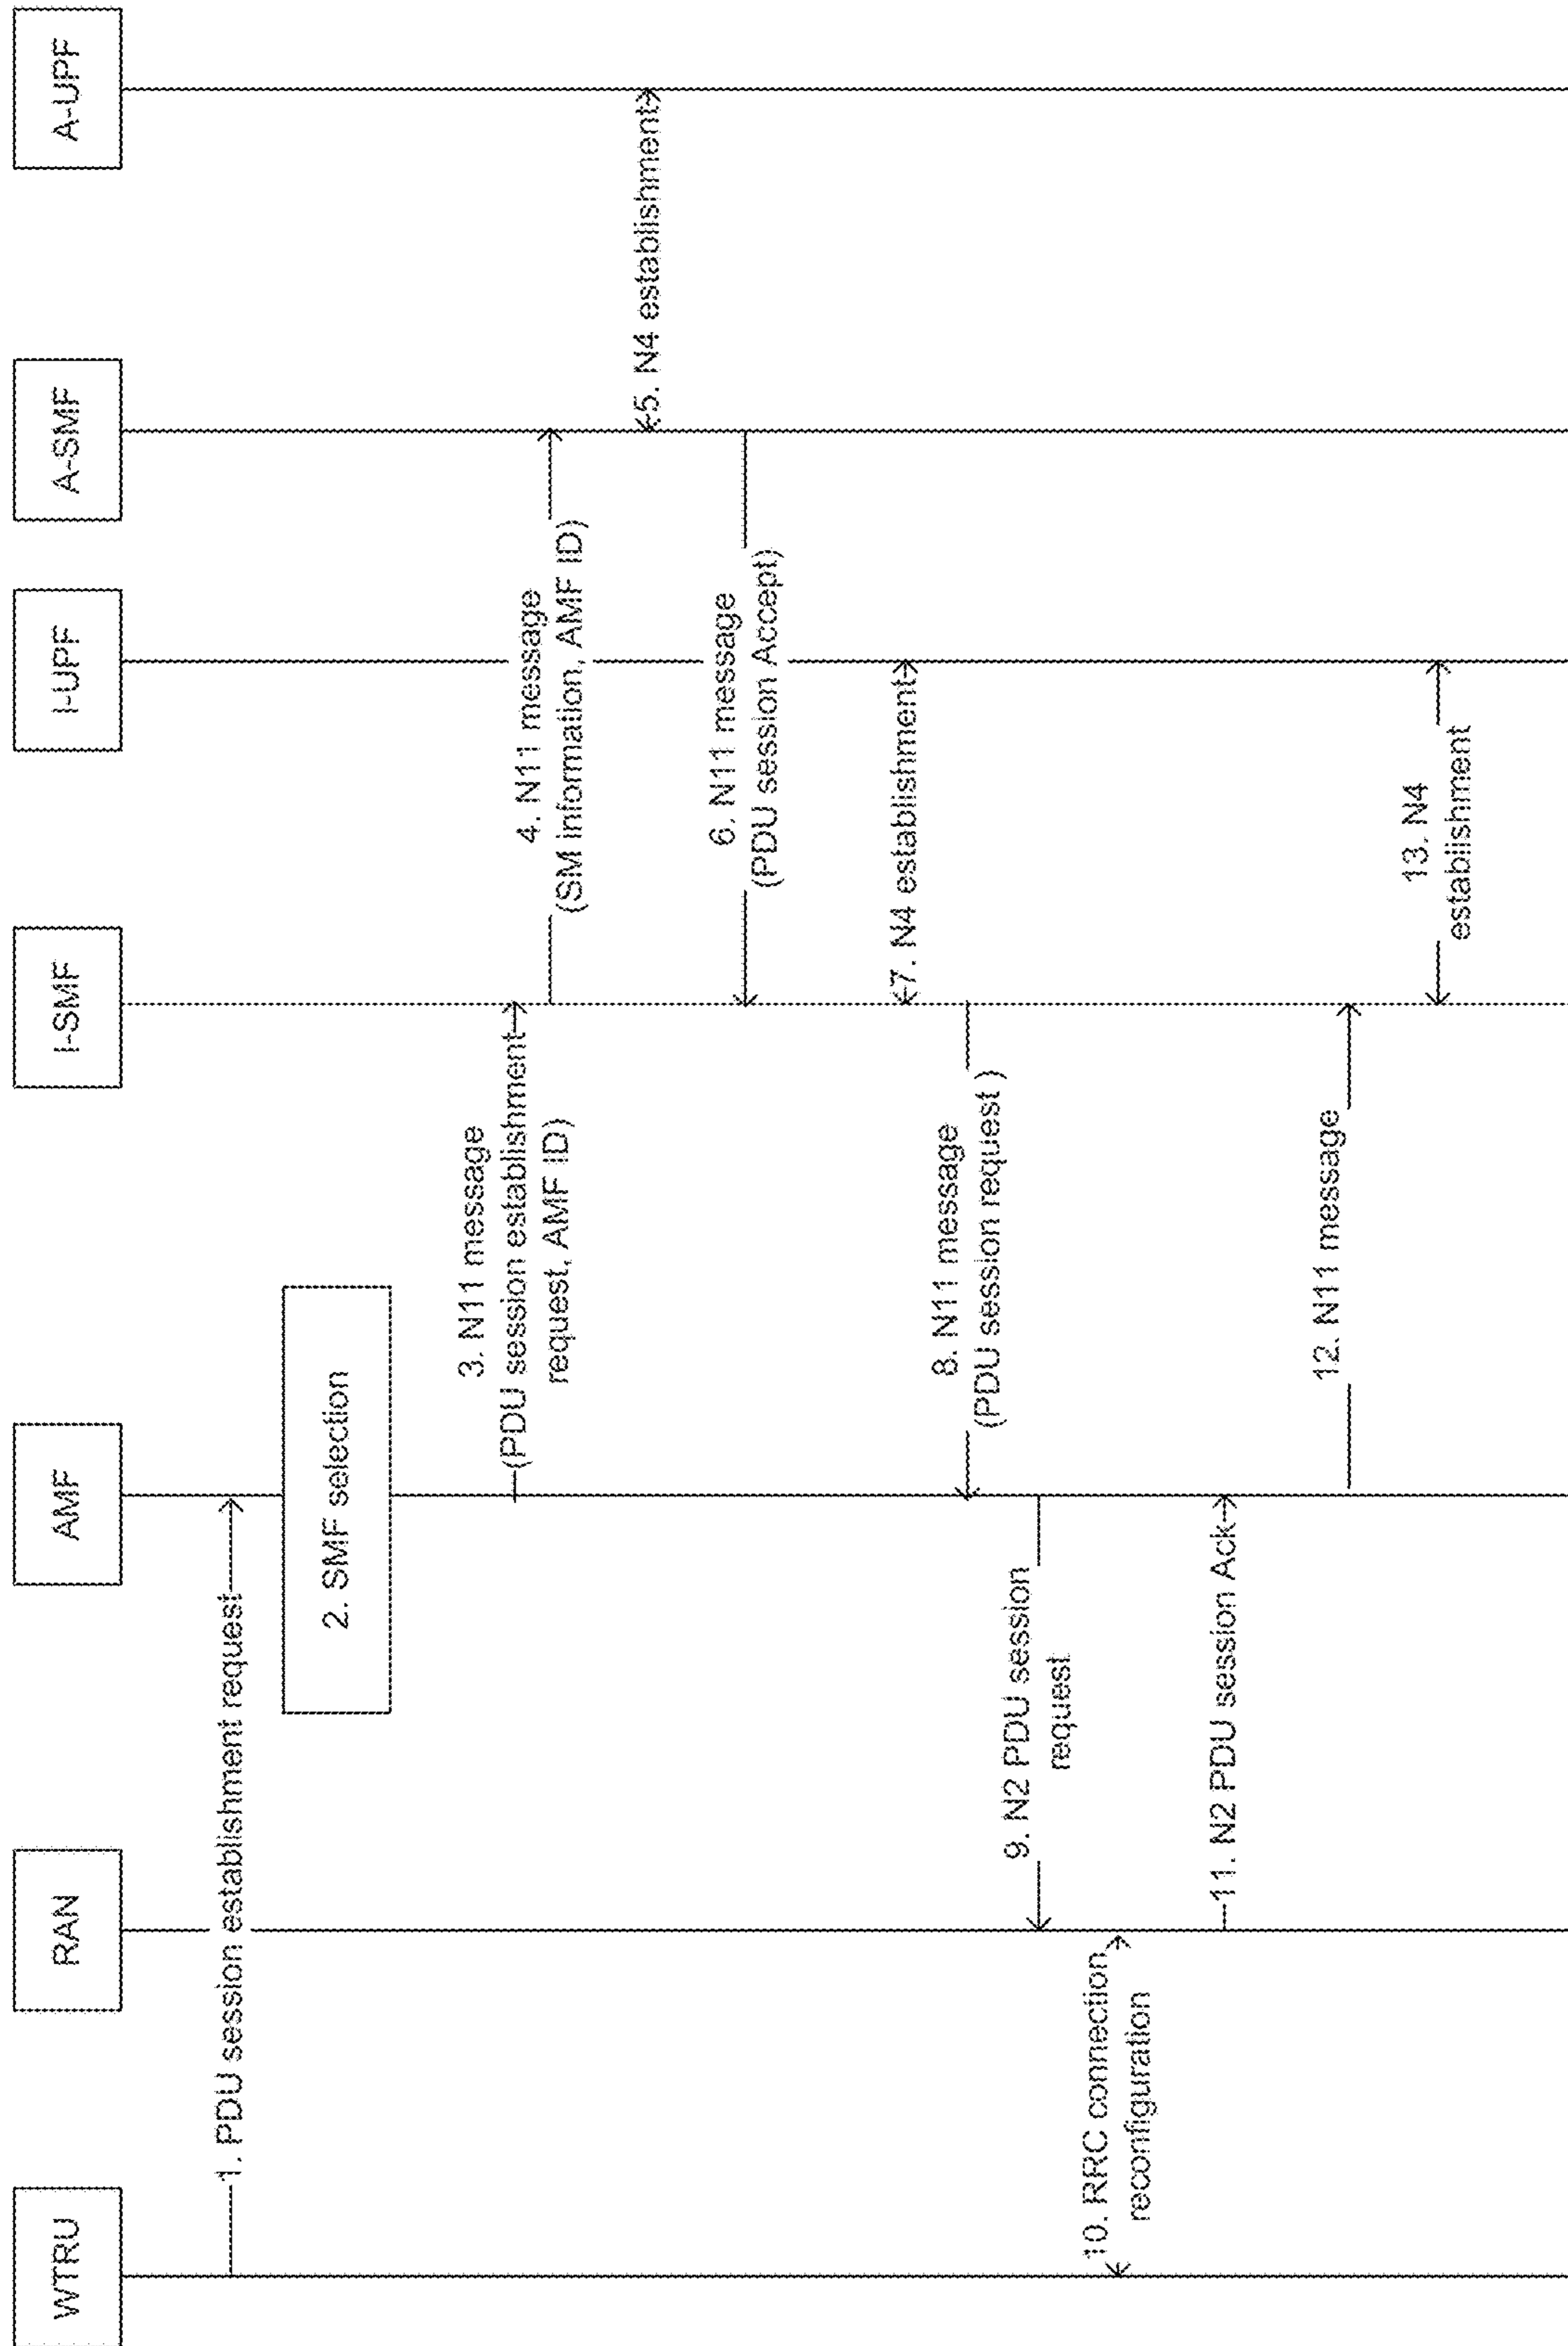 WTRU
RAN
AMF
I-SMF
I-UPF
A-SMF
A-UPF
1. PDU session establishment request
2. SMF selection
3. N11 message
(PDU session establishment
request, AMF ID)
4. N11 message
(SM information, AMF ID)
5. N4 establishment
6. N11 message
(PDU session Accept)
7. N4 establishment
8. N11 message
(PDU session request )
9. N2 PDU session
request
10. RRC connection
reconfiguration
11. N2 PDU session Ack
12. N11 message
13. N4
establishment